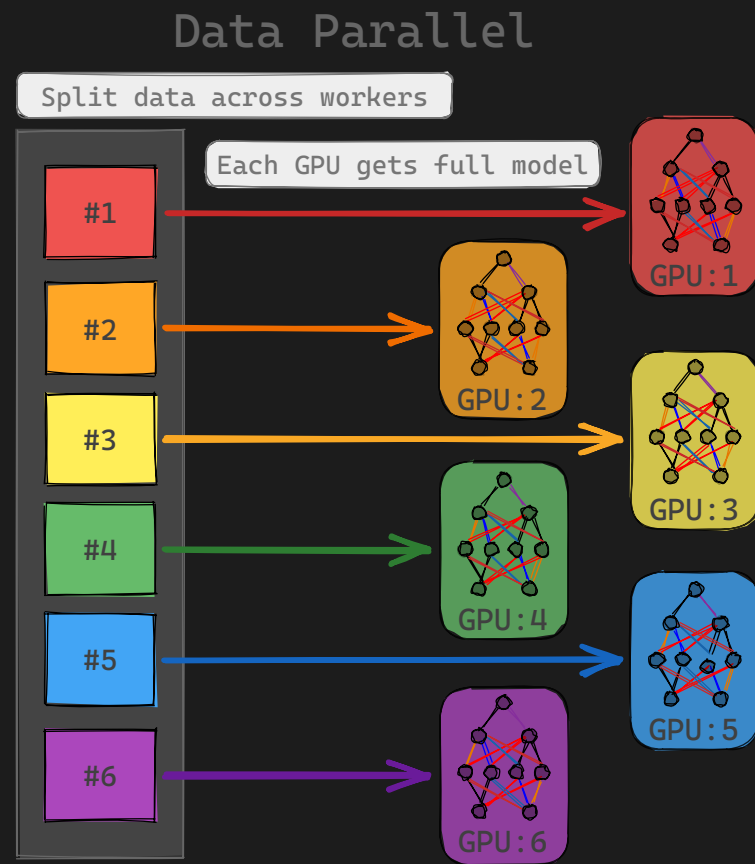 Data Parallel
Split data across workers
Each GPU gets full model
#1
GPU:1
#2
GPU:2
#3
GPU:3
#4
GPU:4
#5
GPU:5
#6
GPU:6